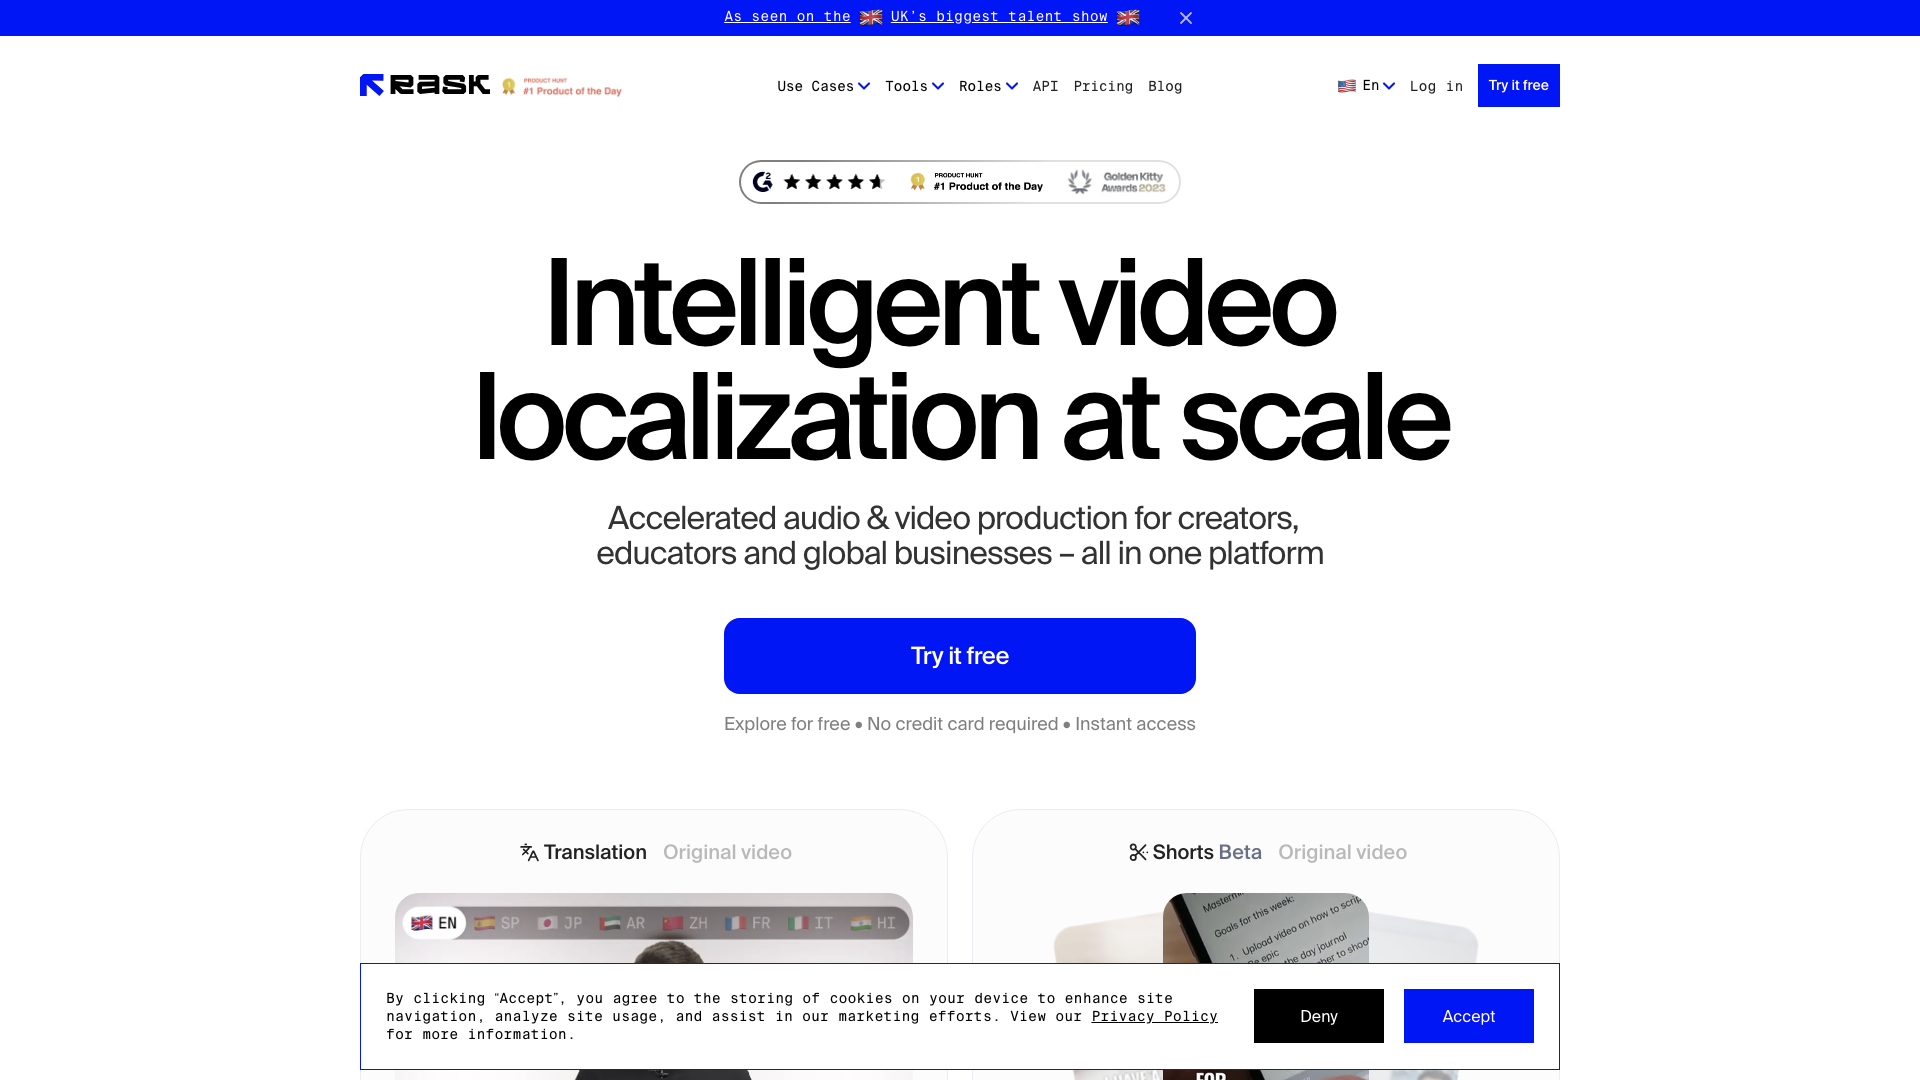 As seen on the 🇬🇧 UK's biggest talent show 🇬🇧
RASK
PRODUCT HUNT
#1 Product of the Day
Use Cases
Tools
Roles
API
Pricing
Blog
En
Log in
Try it free
PRODUCT HUNT
#1 Product of the Day
Golden Kitty
Awards 2023
Intelligent video
localization at scale
Accelerated audio & video production for creators,
educators and global businesses – all in one platform
Try it free
Explore for free • No credit card required • Instant access
Translation
Original video
Shorts Beta
Original video
EN
SP
JP
AR
ZH
FR
IT
HI
Goals for this week:
1. Upload video on how to scrip
Be epic
the day journal
By clicking “Accept”, you agree to the storing of cookies on your device to enhance site
navigation, analyze site usage, and assist in our marketing efforts. View our Privacy Policy
for more information.
Deny
Accept
FOR